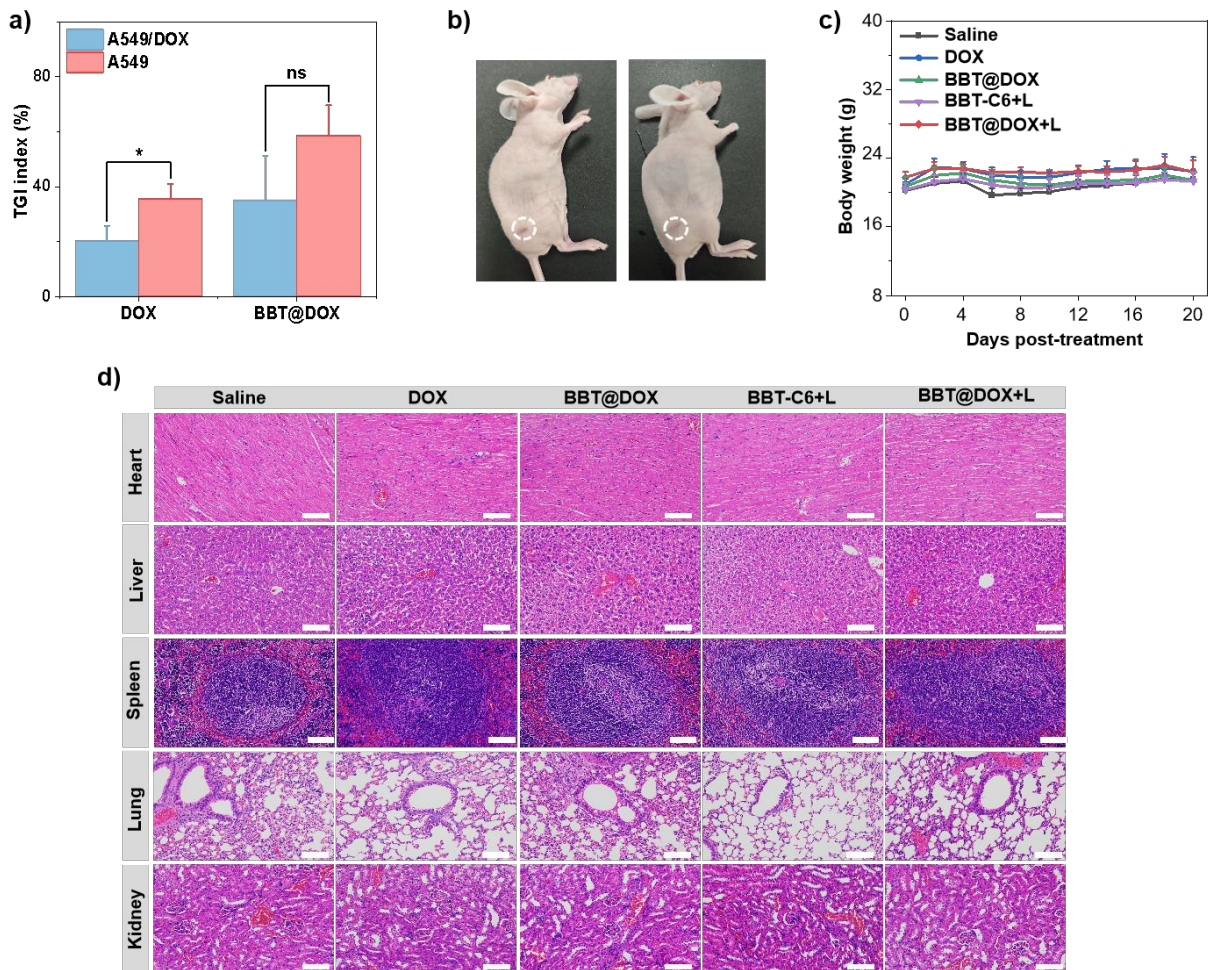 a)
A549/DOX
A549
TGI index (%)
80
40
0
*
ns
DOX
BBT@DOX
b)
c)
Saline
DOX
BBT@DOX
BBT-C6+L
BBT@DOX+L
Body weight (g)
40
32
24
16
8
0 4 8 12 16 20
Days post-treatment
d)
Saline DOX BBT@DOX BBT-C6+L BBT@DOX+L
Heart
Liver
Spleen
Lung
Kidney